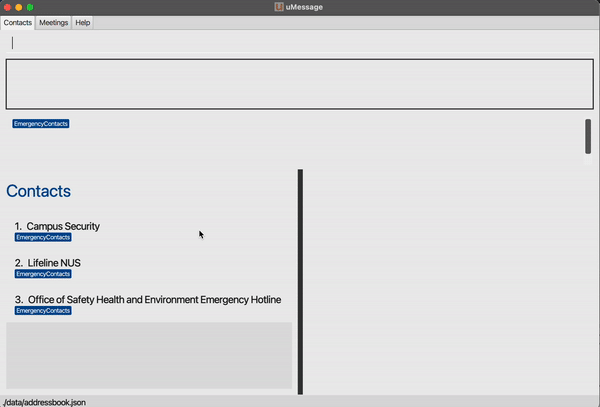 uMessage
Contacts Meetings Help
EmergencyContacts
Contacts
1. Campus Security
EmergencyContacts
2. Lifeline NUS
EmergencyContacts
3. Office of Safety Health and Environment Emergency Hotline
EmergencyContacts
./data/addressbook.json